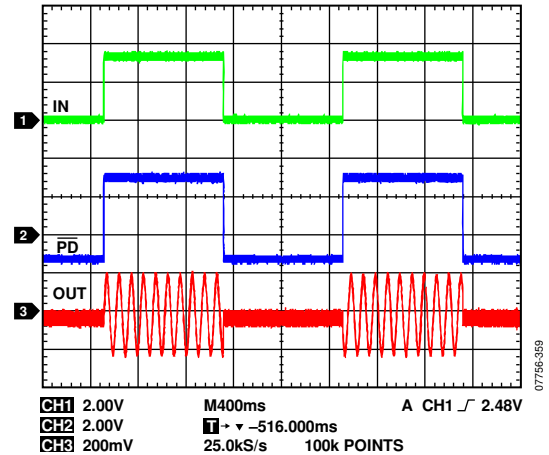 IN
1
2
PD
OUT
3
CH1 2.00V M400ms A CH1 2.48V
CH2 2.00V T –516.000ms
CH3 200mV 25.0kS/s 100k POINTS
07756-359